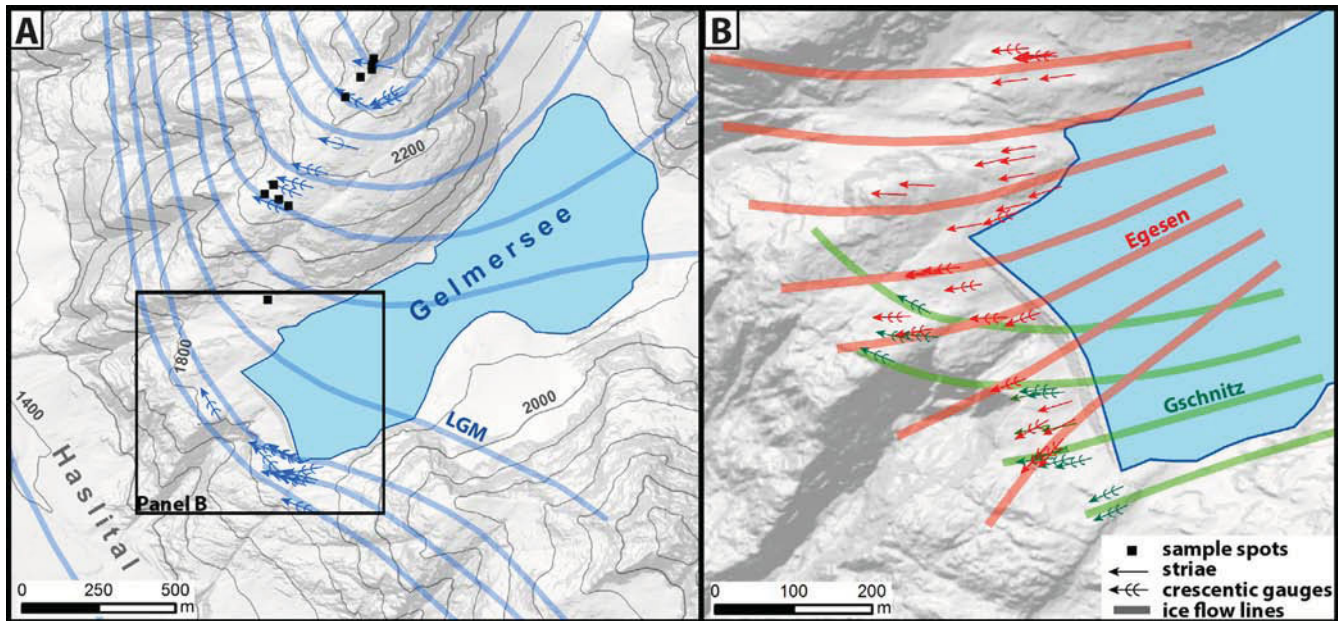 A
2200
Gelmersee
1800
1400
LGM
2000
Haslital
Panel B
0 250 500
m
B
Egesen
Gschnitz
0 100 200
m
sample spots
striae
crescentic gauges
ice flow lines